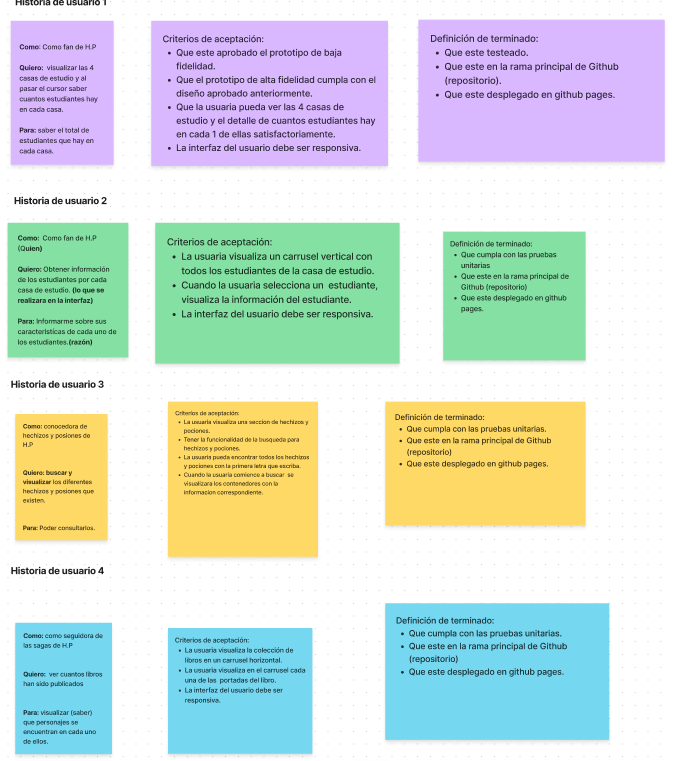 Historia de usuario 1
Como: Como fan de H.P
Quiero: visualizar las 4
casas de estudio y al
pasar el cursor saber
cuantos estudiantes hay
en cada casa.
Para: saber el total de
estudiantes que hay en
cada casa.
Criterios de aceptación:
• Que este aprobado el prototipo de baja
fidelidad.
• Que el prototipo de alta fidelidad cumpla con el
diseño aprobado anteriormente.
• Que la usuaria pueda ver las 4 casas de
estudio y el detalle de cuantos estudiantes hay
en cada 1 de ellas satisfactoriamente.
• La interfaz del usuario debe ser responsiva.
Definición de terminado:
• Que este testeado.
• Que este en la rama principal de Github
(repositorio).
• Que este desplegado en github pages.
Historia de usuario 2
Como: Como fan de H.P
(Quien)
Quiero: Obtener información
de los estudiantes por cada
casa de estudio. (lo que se
realizara en la interfaz)
Para: Informarme sobre sus
características de cada uno de
los estudiantes.(razón)
Criterios de aceptación:
• La usuaria visualiza un carrusel vertical con
todos los estudiantes de la casa de estudio.
• Cuando la usuaria selecciona un estudiante,
visualiza la información del estudiante.
• La interfaz del usuario debe ser responsiva.
Definición de terminado:
• Que cumpla con las pruebas
unitarias
• Que este en la rama principal de
Github (repositorio)
• Que este desplegado en github
pages.
Historia de usuario 3
Como: conocedora de
hechizos y posiones de
H.P
Quiero: buscar y
visualizar los diferentes
hechizos y posiones que
existen.
Para: Poder consultarlos.
Criterios de aceptación:
• La usuaria visualiza una seccion de hechizos y
pociones.
• Tener la funcionalidad de la busqueda para
hechizos y pociones.
• La usuaria pueda encontrar todos los hechizos
y pociones con la primera letra que escriba.
• Cuando la usuaria comience a buscar se
visualizara los contenedores con la
informacion correspondiente.
Definición de terminado:
• Que cumpla con las pruebas unitarias.
• Que este en la rama principal de Github
(repositorio)
• Que este desplegado en github pages.
Historia de usuario 4
Como: como seguidora de
las sagas de H.P
Quiero: ver cuantos libros
han sido publicados
Para: visualizar (saber)
que personajes se
encuentran en cada uno
de ellos.
Criterios de aceptación:
• La usuaria visualiza la colección de
libros en un carrusel horizontal.
• La usuaria visualiza en el carrusel cada
una de las portadas del libro.
• La interfaz del usuario debe ser
responsiva.
Definición de terminado:
• Que cumpla con las pruebas unitarias.
• Que este en la rama principal de Github
(repositorio)
• Que este desplegado en github pages.